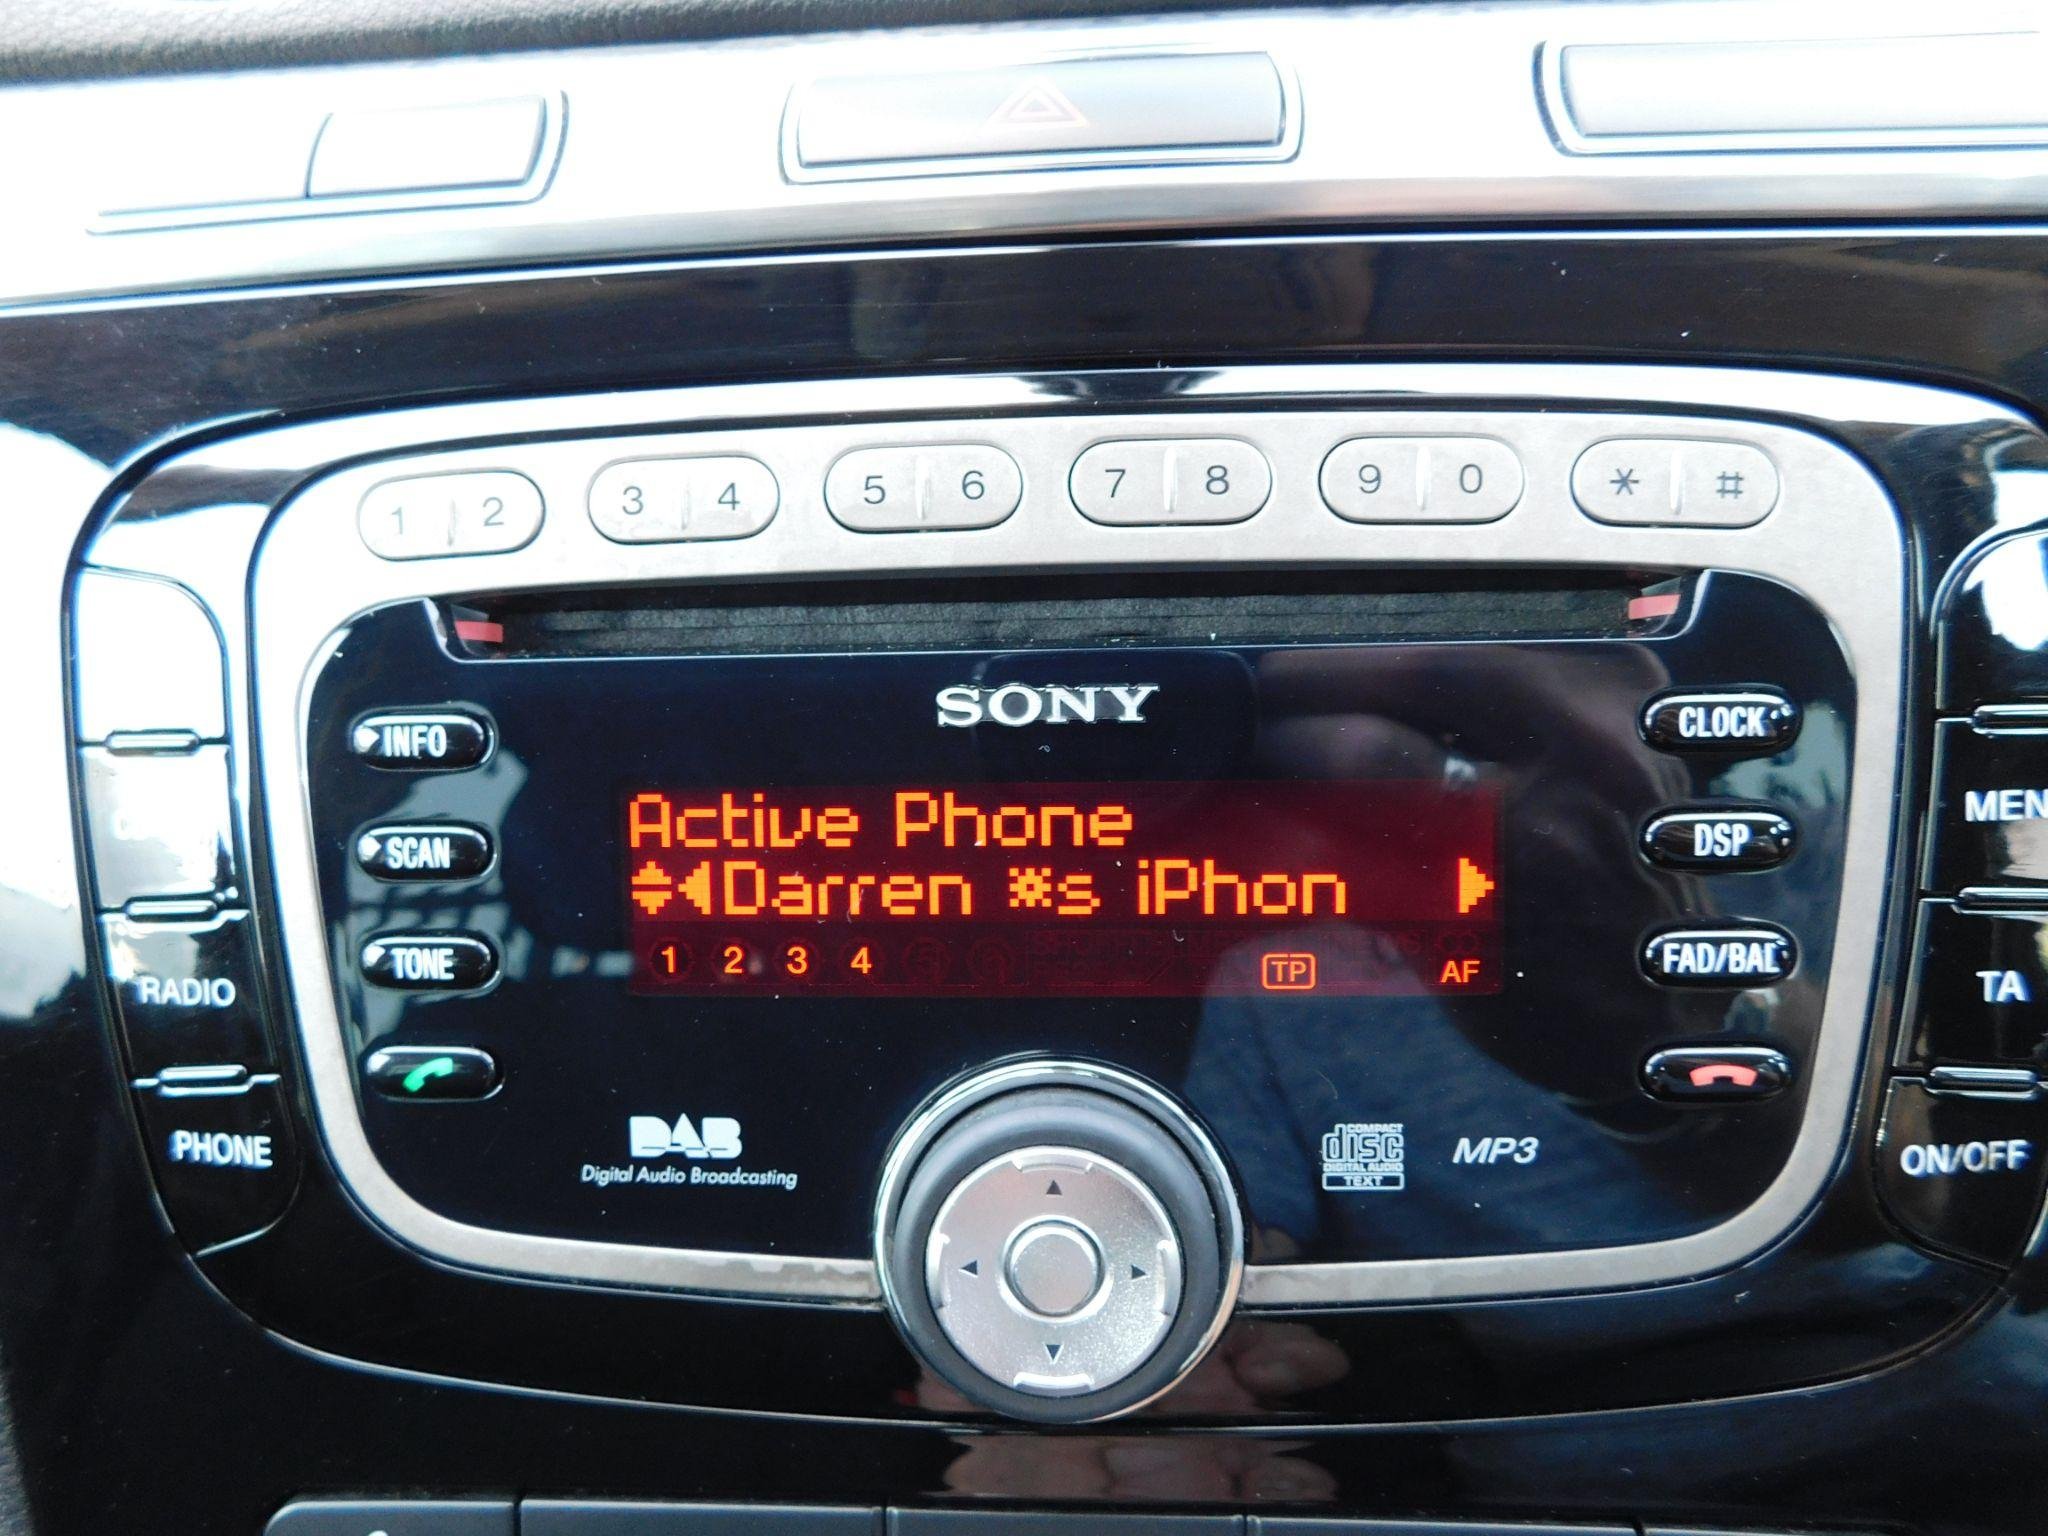 1 2 3 4 5 6 7 8 9 0 * #
SONY
INFO
CLOCK
Active Phone
MEN
SCAN
DSP
Darren ¤s iPhon
TONE
1 2 3 4 TP AF
FAD/BAL
RADIO
TA
PHONE
DAB
Digital Audio Broadcasting
COMPACT
disc
DIGITAL AUDIO
TEXT
MP3
ON/OFF